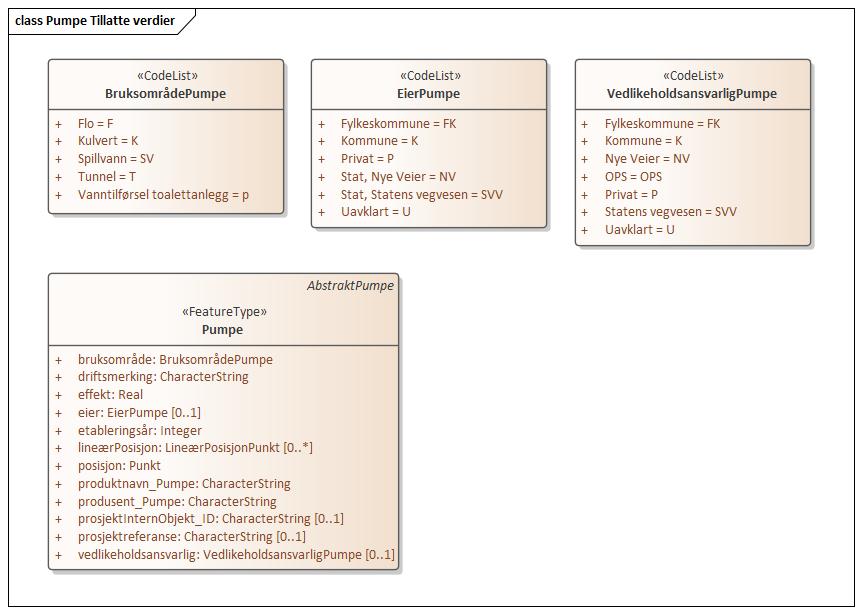 class Pumpe Tillatte verdier
«CodeList»
BruksområdePumpe
+ Flo = F
+ Kulvert = K
+ Spillvann = SV
+ Tunnel = T
+ Vanntilførsel toalettanlegg = p
«CodeList»
EierPumpe
+ Fylkeskommune = FK
+ Kommune = K
+ Privat = P
+ Stat, Nye Veier = NV
+ Stat, Statens vegvesen = SVV
+ Uavklart = U
«CodeList»
VedlikeholdsansvarligPumpe
+ Fylkeskommune = FK
+ Kommune = K
+ Nye Veier = NV
+ OPS = OPS
+ Privat = P
+ Statens vegvesen = SVV
+ Uavklart = U
AbstraktPumpe
«FeatureType»
Pumpe
+ bruksområde: BruksområdePumpe
+ driftsmerking: CharacterString
+ effekt: Real
+ eier: EierPumpe [0..1]
+ etableringsår: Integer
+ lineærPosisjon: LineærPosisjonPunkt [0..*]
+ posisjon: Punkt
+ produktnavn_Pumpe: CharacterString
+ produsent_Pumpe: CharacterString
+ prosjektInternObjekt_ID: CharacterString [0..1]
+ prosjektreferanse: CharacterString [0..1]
+ vedlikeholdsansvarlig: VedlikeholdsansvarligPumpe [0..1]